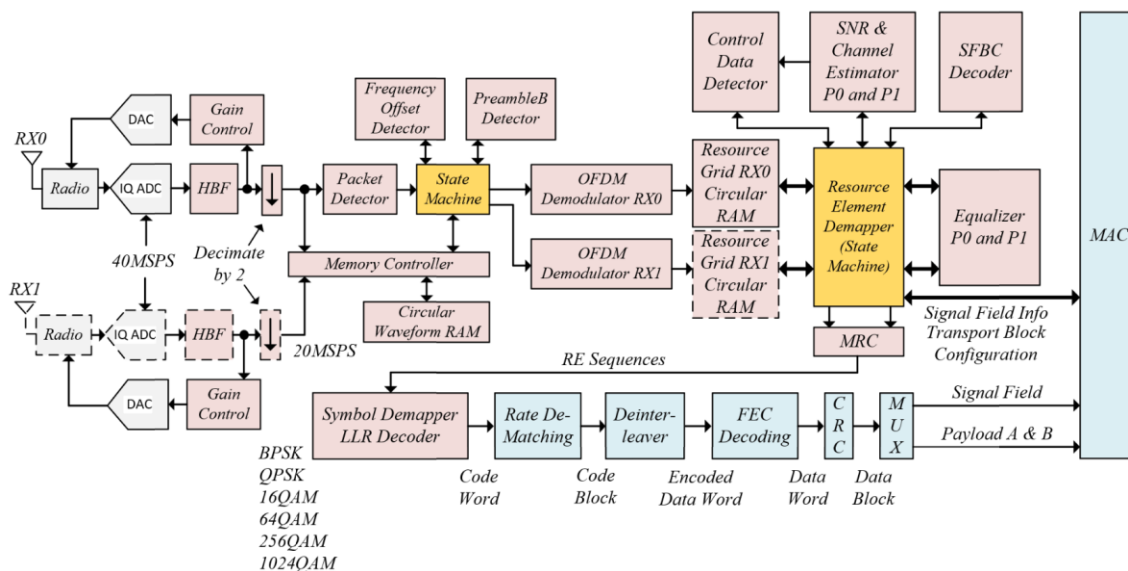 Control
Data
Detector
SNR &
Channel
Estimator
P0 and P1
SFBC
Decoder
MAC
Frequency
Offset
Detector
PreambleB
Detector
DAC
Gain
Control
RX0
Radio
IQ ADC
HBF
Packet
Detector
State
Machine
OFDM
Demodulator RX0
Resource
Grid RX0
Circular
RAM
Resource
Element
Demapper
(State
Machine)
Equalizer
P0 and P1
40MSPS
Decimate
by 2
Memory Controller
OFDM
Demodulator RX1
Resource
Grid RX1
Circular
RAM
Circular
Waveform RAM
RX1
Radio
IQ ADC
HBF
20MSPS
DAC
Gain
Control
MRC
Signal Field Info
Transport Block
Configuration
RE Sequences
Symbol Demapper
LLR Decoder
Rate De-
Matching
Deinter-
leaver
FEC
Decoding
C
R
C
M
U
X
Signal Field
Payload A & B
BPSK
QPSK
16QAM
64QAM
256QAM
1024QAM
Code
Word
Code
Block
Encoded
Data Word
Data
Word
Data
Block